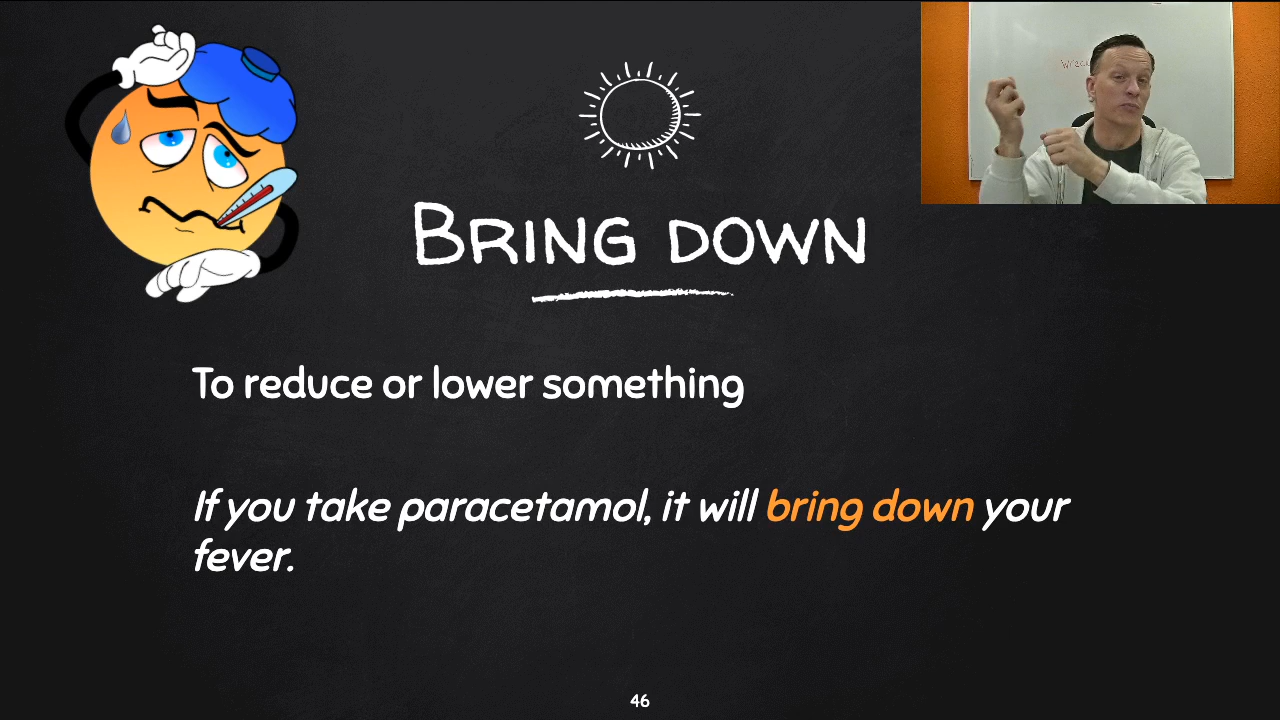 Bring down
To reduce or lower something
If you take paracetamol, it will bring down your
fever.
46